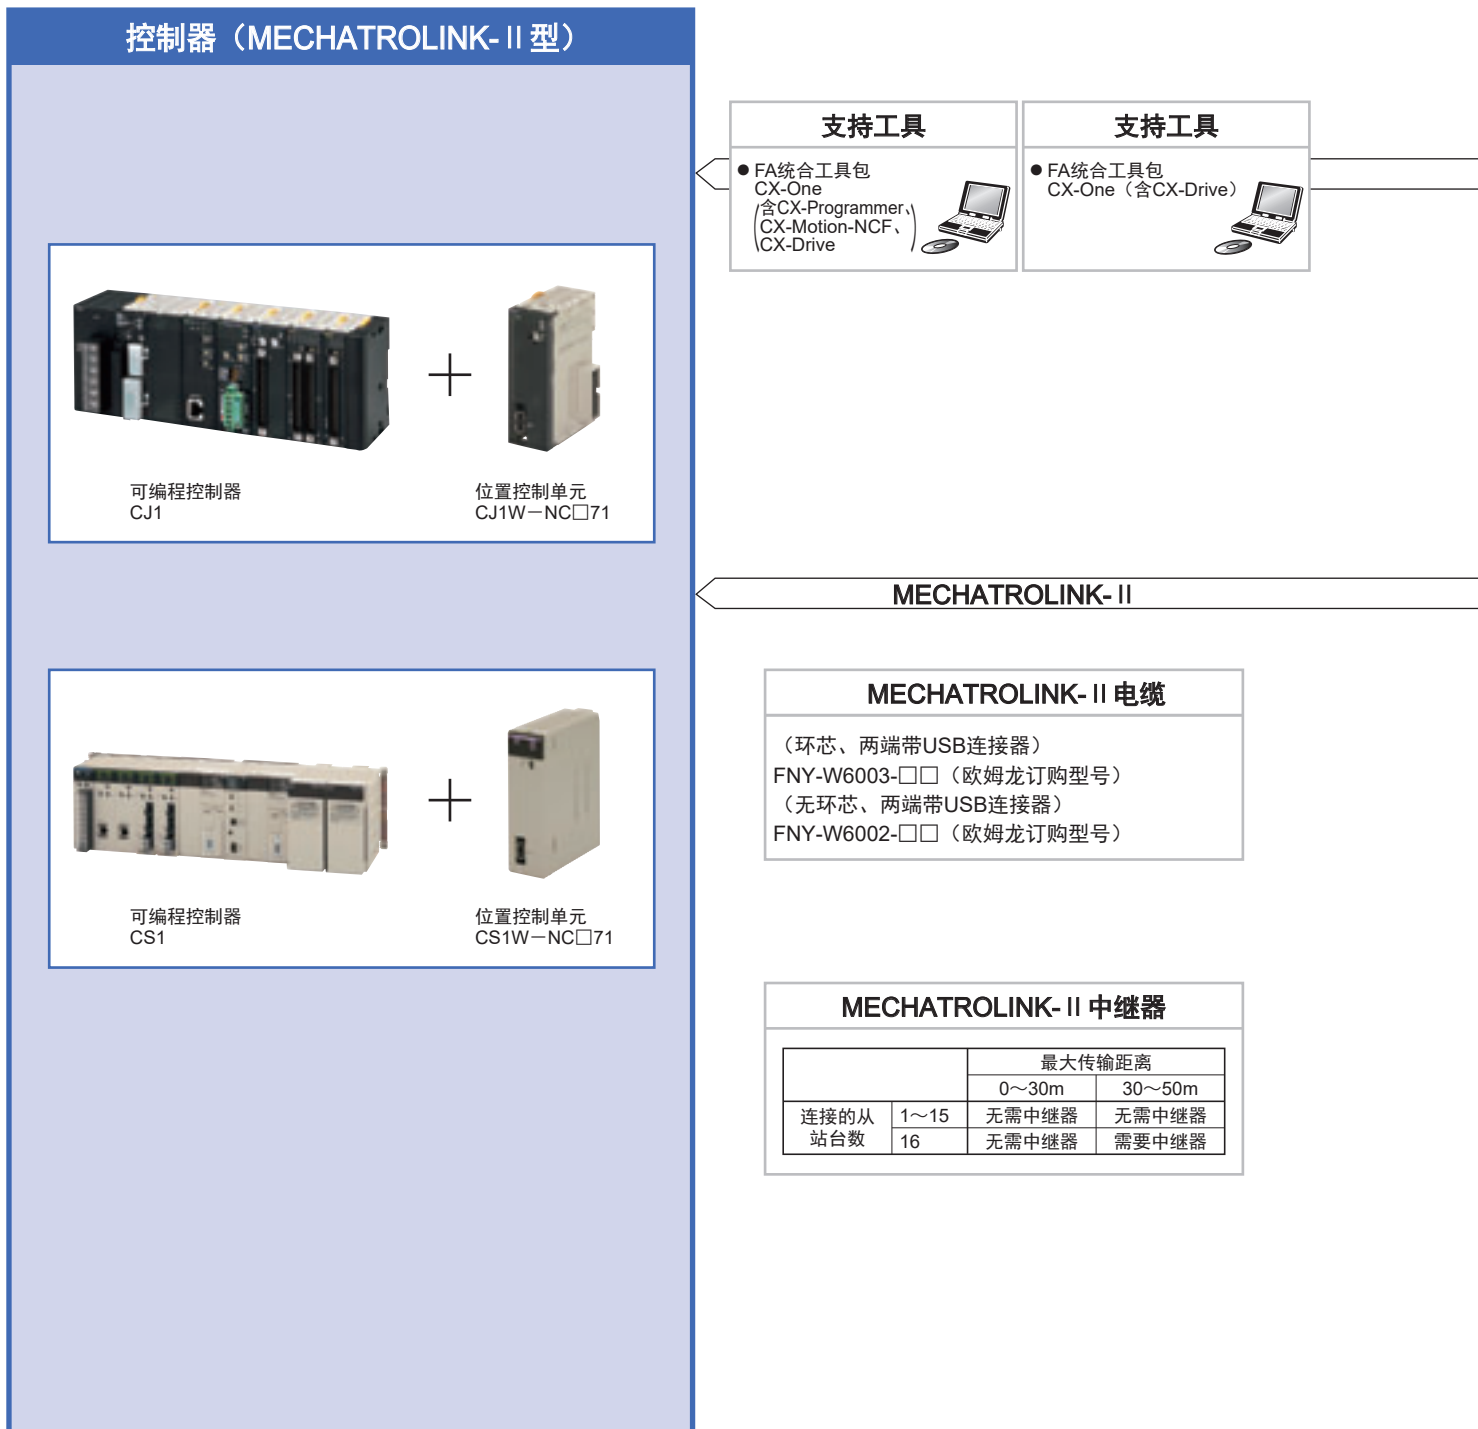 控制器（MECHATROLINK-Ⅱ型）
支持工具
● FA统合工具包
CX-One
（含CX-Programmer、
CX-Motion-NCF、
CX-Drive）
支持工具
● FA统合工具包
CX-One（含CX-Drive）
可编程控制器
CJ1
位置控制单元
CJ1W－NC□71
MECHATROLINK-Ⅱ
可编程控制器
CS1
位置控制单元
CS1W－NC□71
MECHATROLINK-Ⅱ电缆
（环芯、两端带USB连接器）
FNY-W6003-□□（欧姆龙订购型号）
（无环芯、两端带USB连接器）
FNY-W6002-□□（欧姆龙订购型号）
MECHATROLINK-Ⅱ中继器
最大传输距离
0～30m 30～50m
连接的从站台数 1～15 无需中继器 无需中继器
16 无需中继器 需要中继器